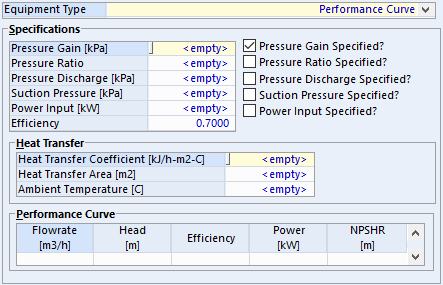 Equipment Type Performance Curve
Specifications
Pressure Gain [kPa] <empty> Pressure Gain Specified?
Pressure Ratio <empty> Pressure Ratio Specified?
Pressure Discharge [kPa] <empty> Pressure Discharge Specified?
Suction Pressure [kPa] <empty> Suction Pressure Specified?
Power Input [kW] <empty> Power Input Specified?
Efficiency 0.7000
Heat Transfer
Heat Transfer Coefficient [kJ/h-m2-C] <empty>
Heat Transfer Area [m2] <empty>
Ambient Temperature [C] <empty>
Performance Curve
Flowrate Head Efficiency Power NPSHR
[m3/h] [m] [kW] [m]